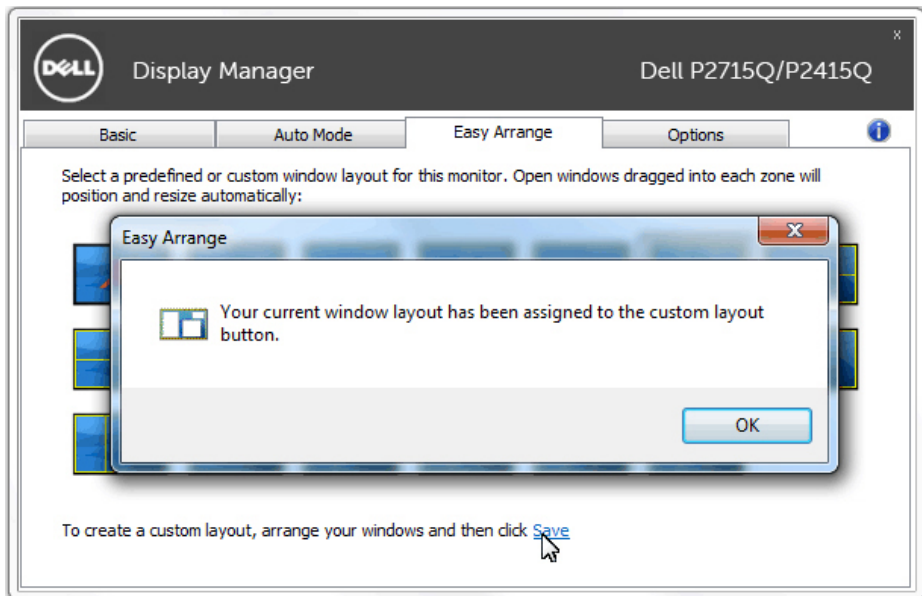 DELL
Display Manager
Dell P2715Q/P2415Q
x
Basic
Auto Mode
Easy Arrange
Options
i
Select a predefined or custom window layout for this monitor. Open windows dragged into each zone will
position and resize automatically:
Easy Arrange
x
Your current window layout has been assigned to the custom layout
button.
OK
To create a custom layout, arrange your windows and then click Save